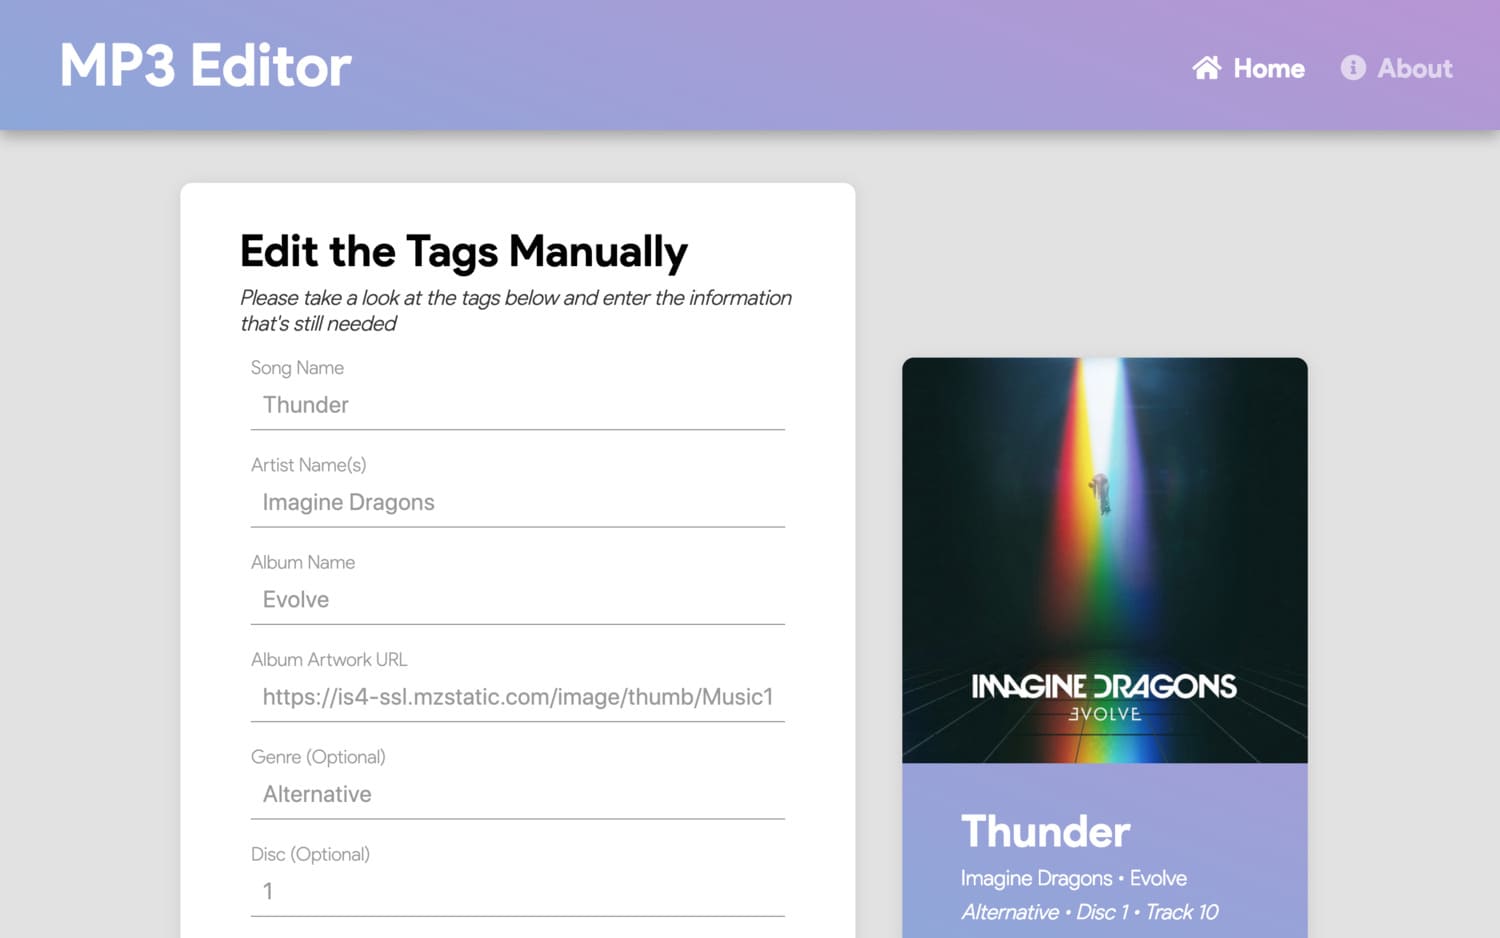 MP3 Editor
Home
About
Edit the Tags Manually
Please take a look at the tags below and enter the information
that's still needed
Song Name
Thunder
Artist Name(s)
Imagine Dragons
Album Name
Evolve
Album Artwork URL
https://is4-ssl.mzstatic.com/image/thumb/Music1
Genre (Optional)
Alternative
Disc (Optional)
1
IMAGINE DRAGONS
EVOLVE
Thunder
Imagine Dragons • Evolve
Alternative • Disc 1 • Track 10